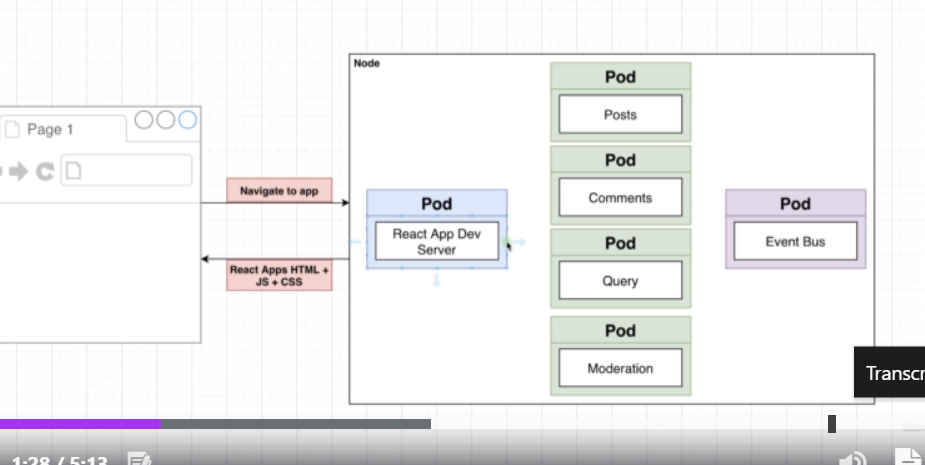 Node
Page 1
Navigate to app
React Apps HTML +
JS + CSS
Pod
React App Dev
Server
Pod
Posts
Pod
Comments
Pod
Query
Pod
Moderation
Pod
Event Bus
Transcr
1:28 / 5:13